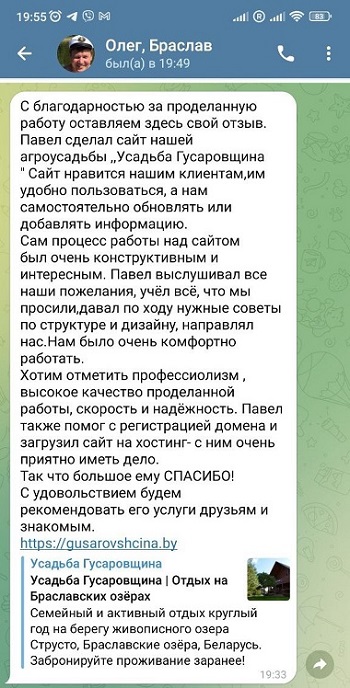 19:55
83
Олег, Браслав
был(а) в 19:49
С благодарностью за проделанную
работу оставляем здесь свой отзыв.
Павел сделал сайт нашей
агроусадьбы ,,Усадьба Гусаровщина
" Сайт нравится нашим клиентам,им
удобно пользоваться, а нам
самостоятельно обновлять или
добавлять информацию.
Сам процесс работы над сайтом
был очень конструктивным и
интересным. Павел выслушивал все
наши пожелания, учёл всё, что мы
просили,давал по ходу нужные советы
по структуре и дизайну, направлял
нас.Нам было очень комфортно
работать.
Хотим отметить профессиолизм ,
высокое качество проделанной
работы, скорость и надёжность. Павел
также помог с регистрацией домена и
загрузил сайт на хостинг- с ним очень
приятно иметь дело.
Так что большое ему СПАСИБО!
С удовольствием будем
рекомендовать его услуги друзьям и
знакомым.
https://gusarovshcina.by
Усадьба Гусаровщина
Усадьба Гусаровщина | Отдых на
Браславских озёрах
Семейный и активный отдых круглый
год на берегу живописного озера
Струсто, Браславские озёра, Беларусь.
Забронируйте проживание заранее!
19:33